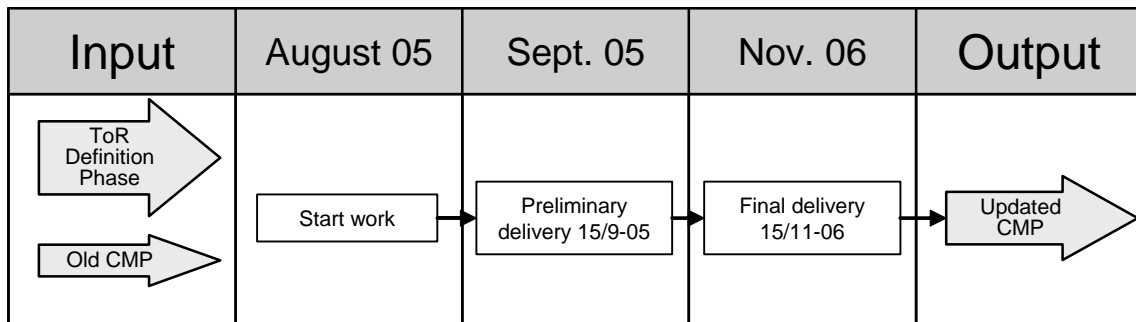 Input
August 05
Sept. 05
Nov. 06
Output
ToR
Definition
Phase
Old CMP
Start work
Preliminary
delivery 15/9-05
Final delivery
15/11-06
Updated
CMP